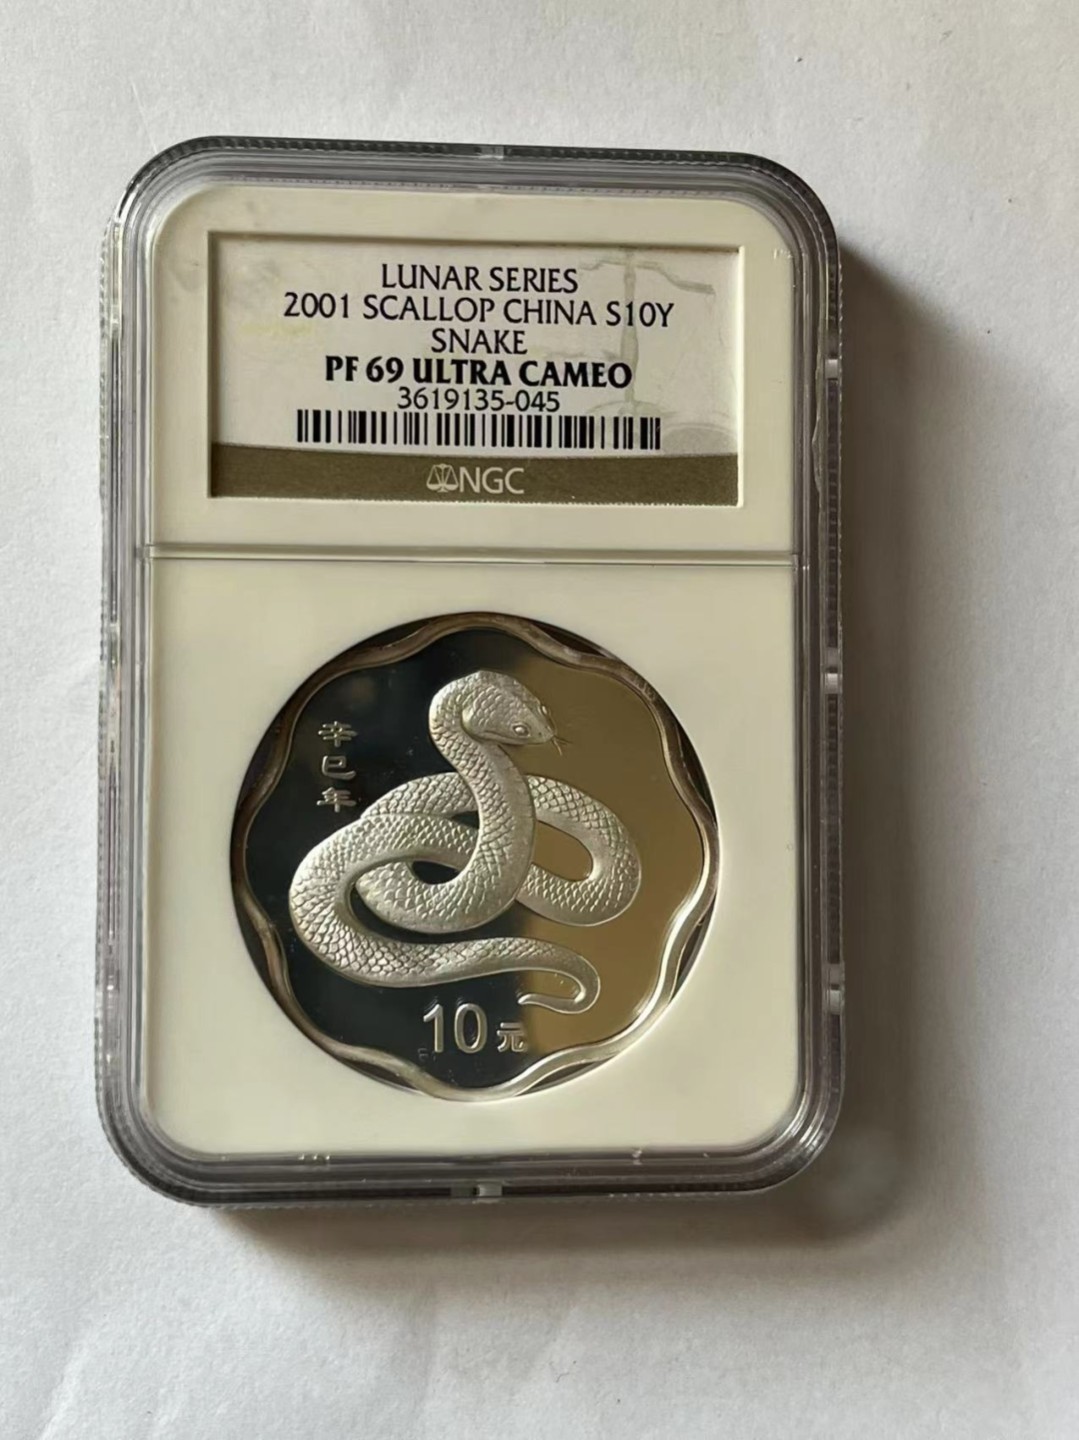 LUNAR SERIES
2001 SCALLOP CHINA S10Y
SNAKE
PF 69 ULTRA CAMEO
3619135-045
NGC
辛巳年
10元